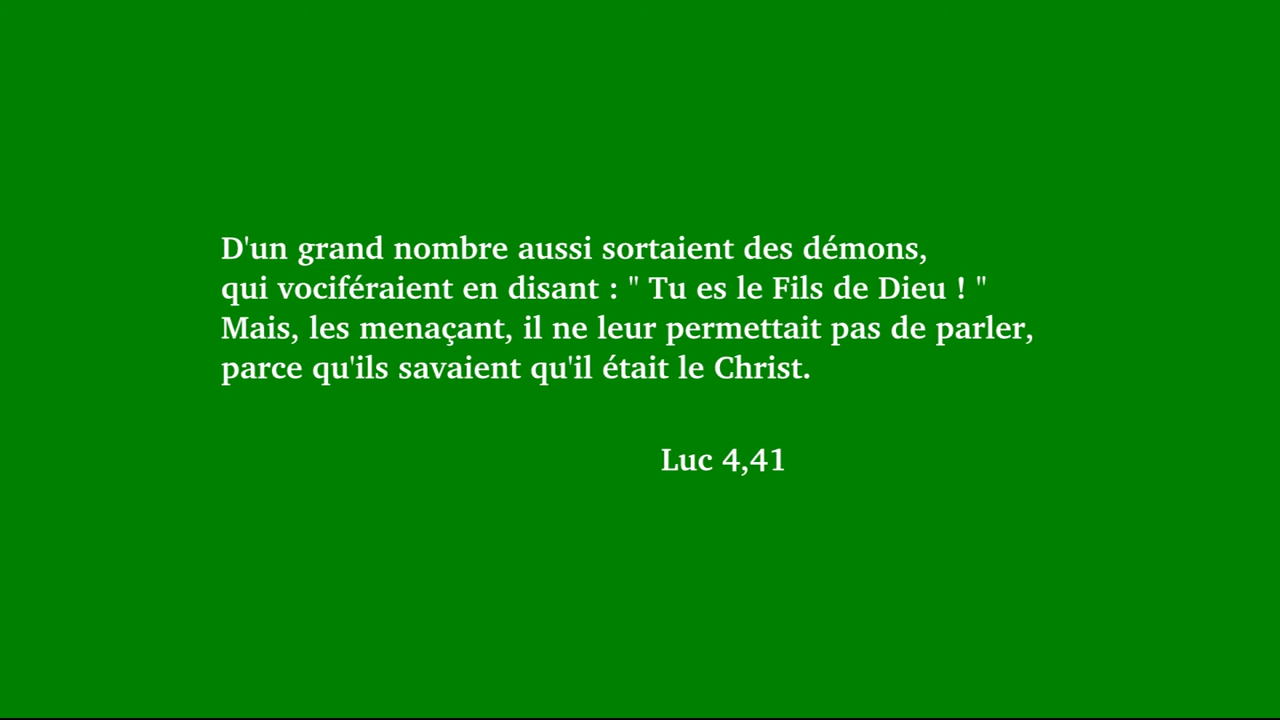 D'un grand nombre aussi sortaient des démons,
qui vociféraient en disant : " Tu es le Fils de Dieu ! "
Mais, les menaçant, il ne leur permettait pas de parler,
parce qu'ils savaient qu'il était le Christ.
Luc 4,41